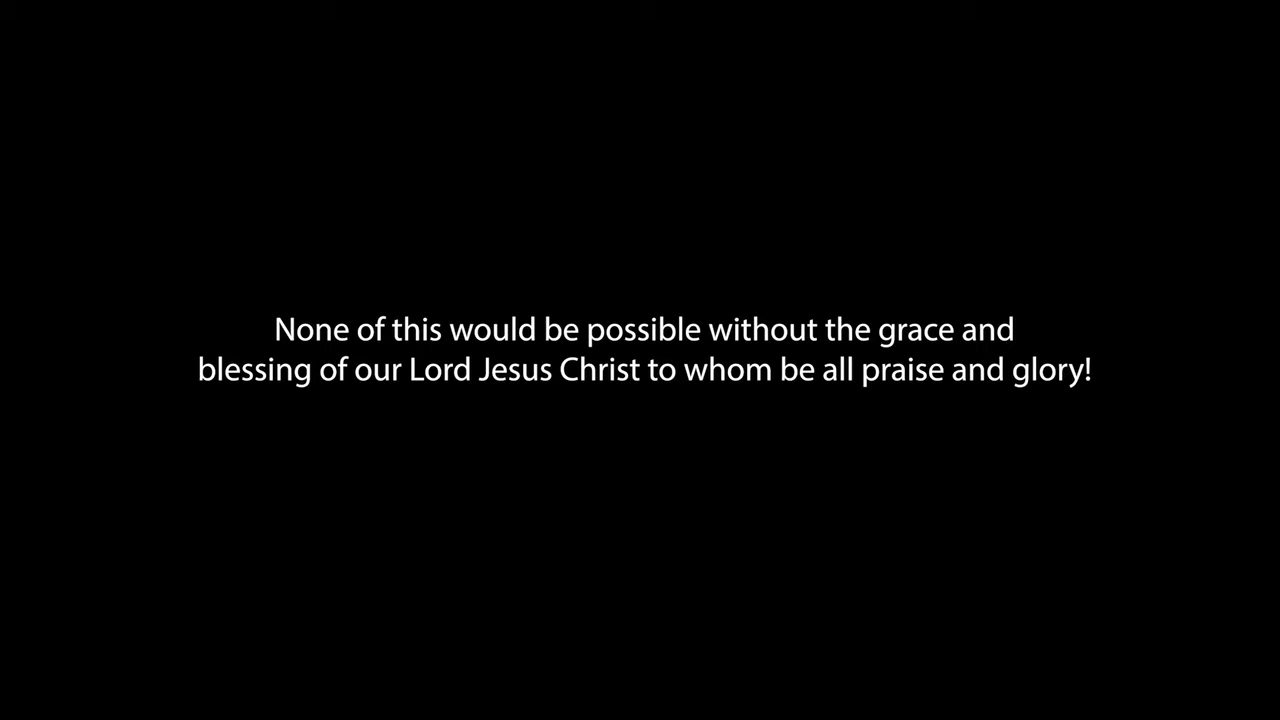 None of this would be possible without the grace and
blessing of our Lord Jesus Christ to whom be all praise and glory!